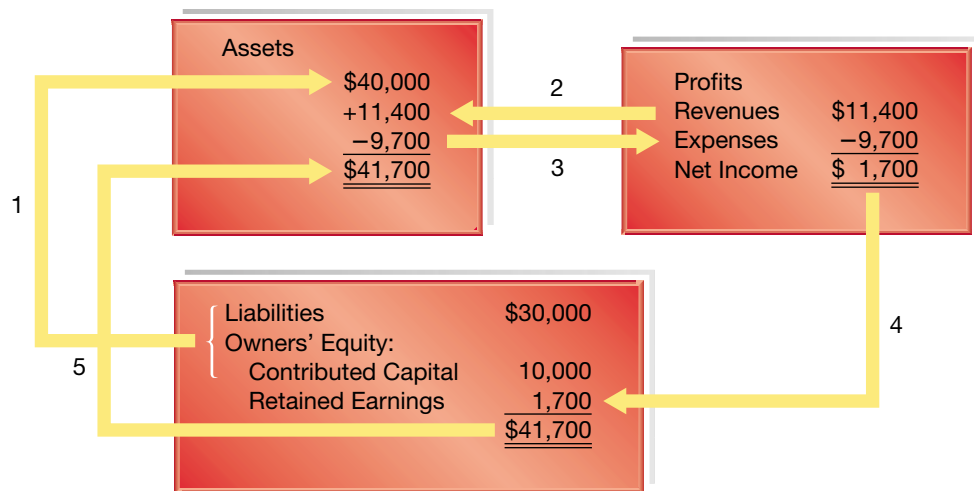 Assets
$40,000
+11,400
−9,700
$41,700
Profits
Revenues $11,400
Expenses −9,700
Net Income $ 1,700
1
2
3
4
5
Liabilities $30,000
Owners’ Equity:
Contributed Capital 10,000
Retained Earnings 1,700
$41,700